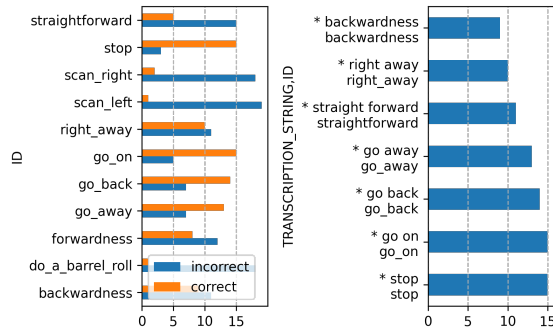 ID
straightforward
stop
scan_right
scan_left
right_away
go_on
go_back
go_away
forwardness
do_a_barrel_roll
backwardness
0 5 10 15
incorrect
correct
TRANSCRIPTION_STRING,ID
* backwardness
backwardness
* right away
right_away
* straight forward
straightforward
* go away
go_away
* go back
go_back
* go on
go_on
* stop
stop
0 5 10 15